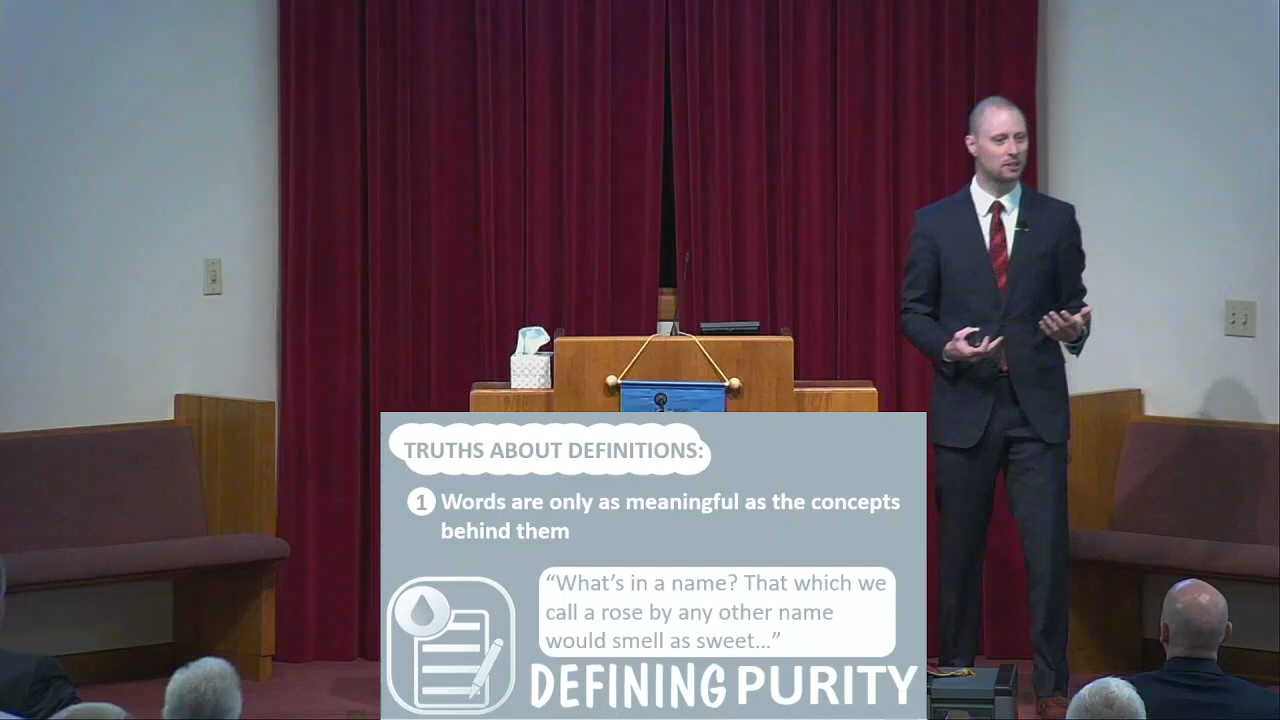 TRUTHS ABOUT DEFINITIONS:
1 Words are only as meaningful as the concepts
behind them
“What’s in a name? That which we
call a rose by any other name
would smell as sweet...”
DEFINING PURITY